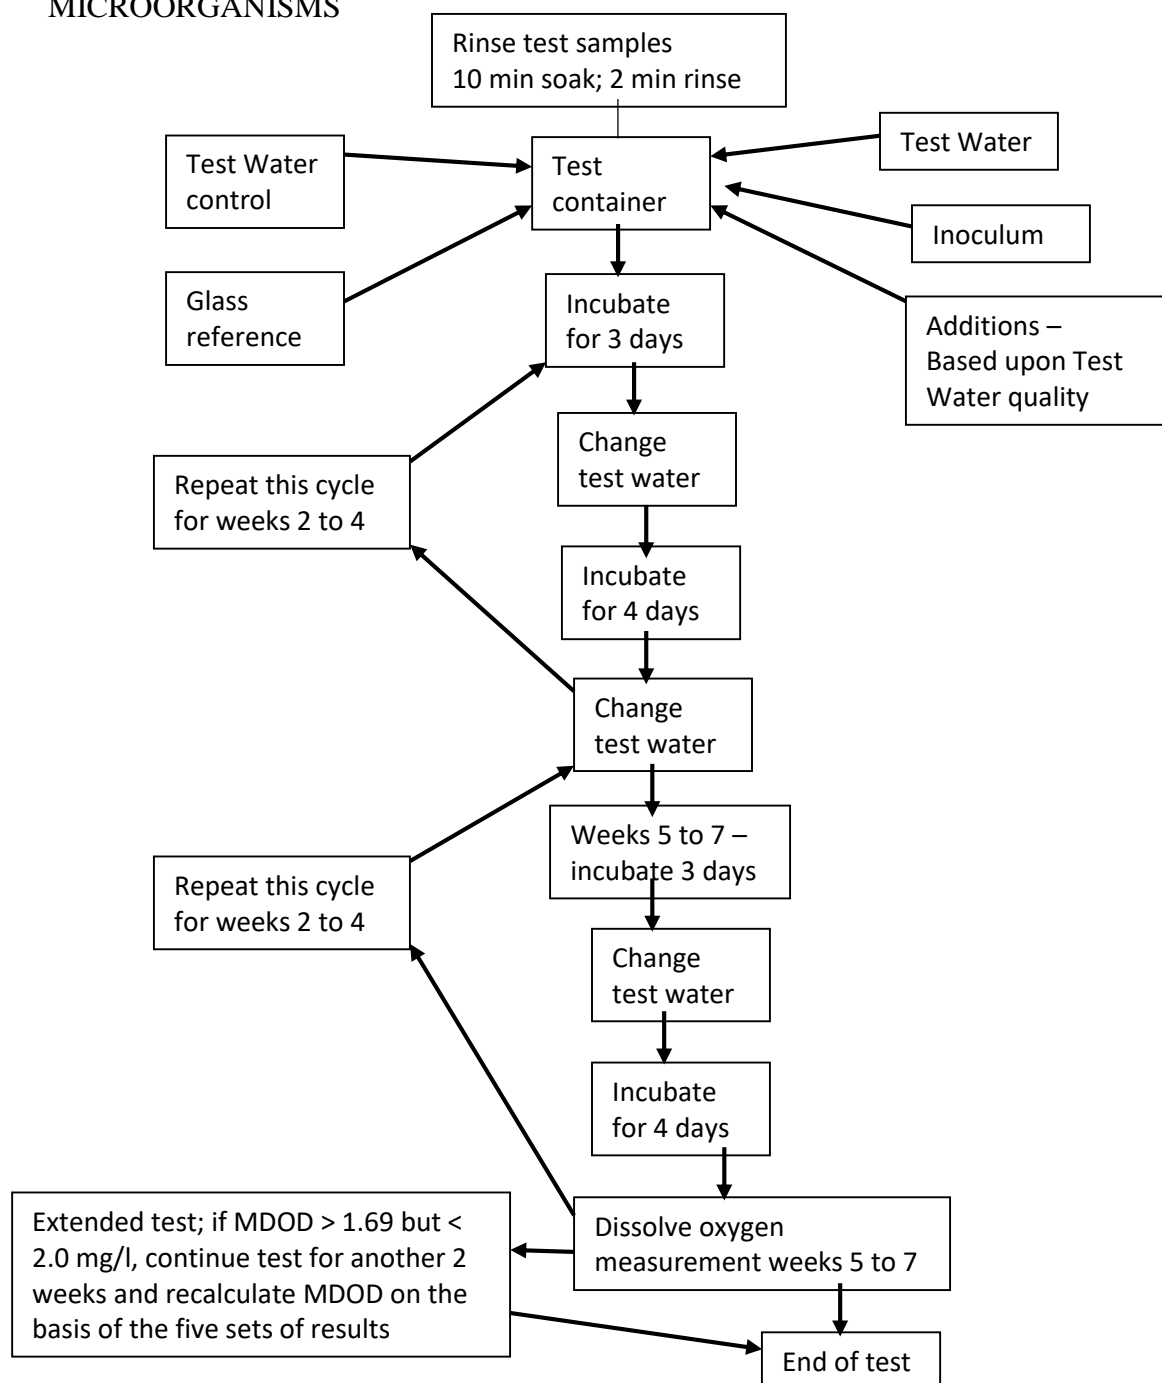 MICROORGANISMS
Rinse test samples
10 min soak; 2 min rinse
Test Water
control
Test
container
Test Water
Inoculum
Glass
reference
Incubate
for 3 days
Additions –
Based upon Test
Water quality
Change
test water
Repeat this cycle
for weeks 2 to 4
Incubate
for 4 days
Change
test water
Weeks 5 to 7 –
incubate 3 days
Repeat this cycle
for weeks 2 to 4
Change
test water
Incubate
for 4 days
Extended test; if MDOD > 1.69 but <
2.0 mg/l, continue test for another 2
weeks and recalculate MDOD on the
basis of the five sets of results
Dissolve oxygen
measurement weeks 5 to 7
End of test